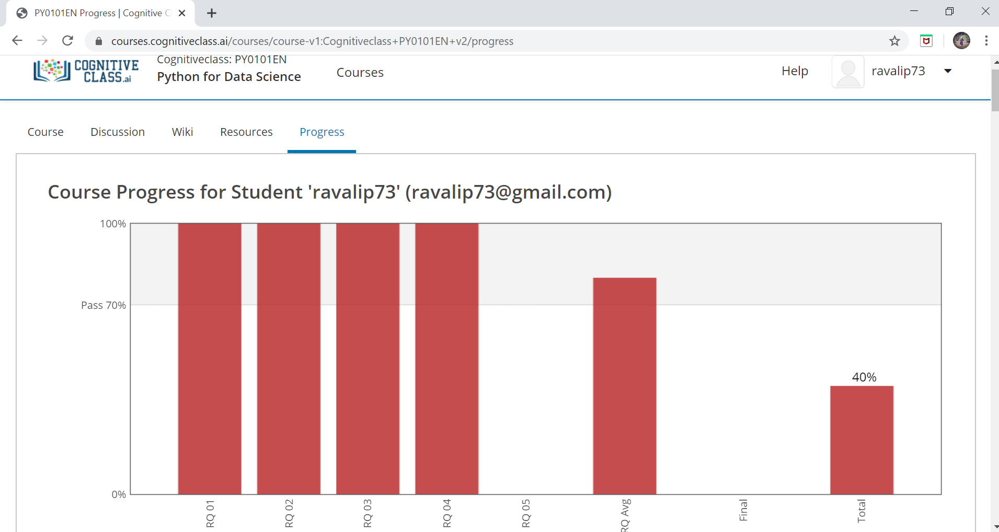 PY0101EN Progress | Cognitive C
courses.cognitiveclass.ai/courses/course-v1:Cognitiveclass+PY0101EN+v2/progress
COGNITIVE
CLASS.ai
Cognitiveclass: PY0101EN
Python for Data Science
Courses
Help
ravalip73
Course
Discussion
Wiki
Resources
Progress
Course Progress for Student 'ravalip73' (ravalip73@gmail.com)
100%
Pass 70%
0%
40%
RQ 01
RQ 02
RQ 03
RQ 04
RQ 05
RQ Avg
Final
Total